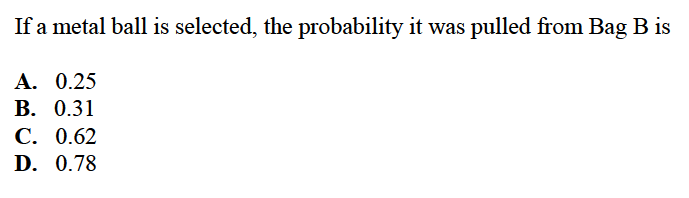 If a metal ball is selected, the probability it was pulled from Bag B is
A. 0.25
B. 0.31
C. 0.62
D. 0.78